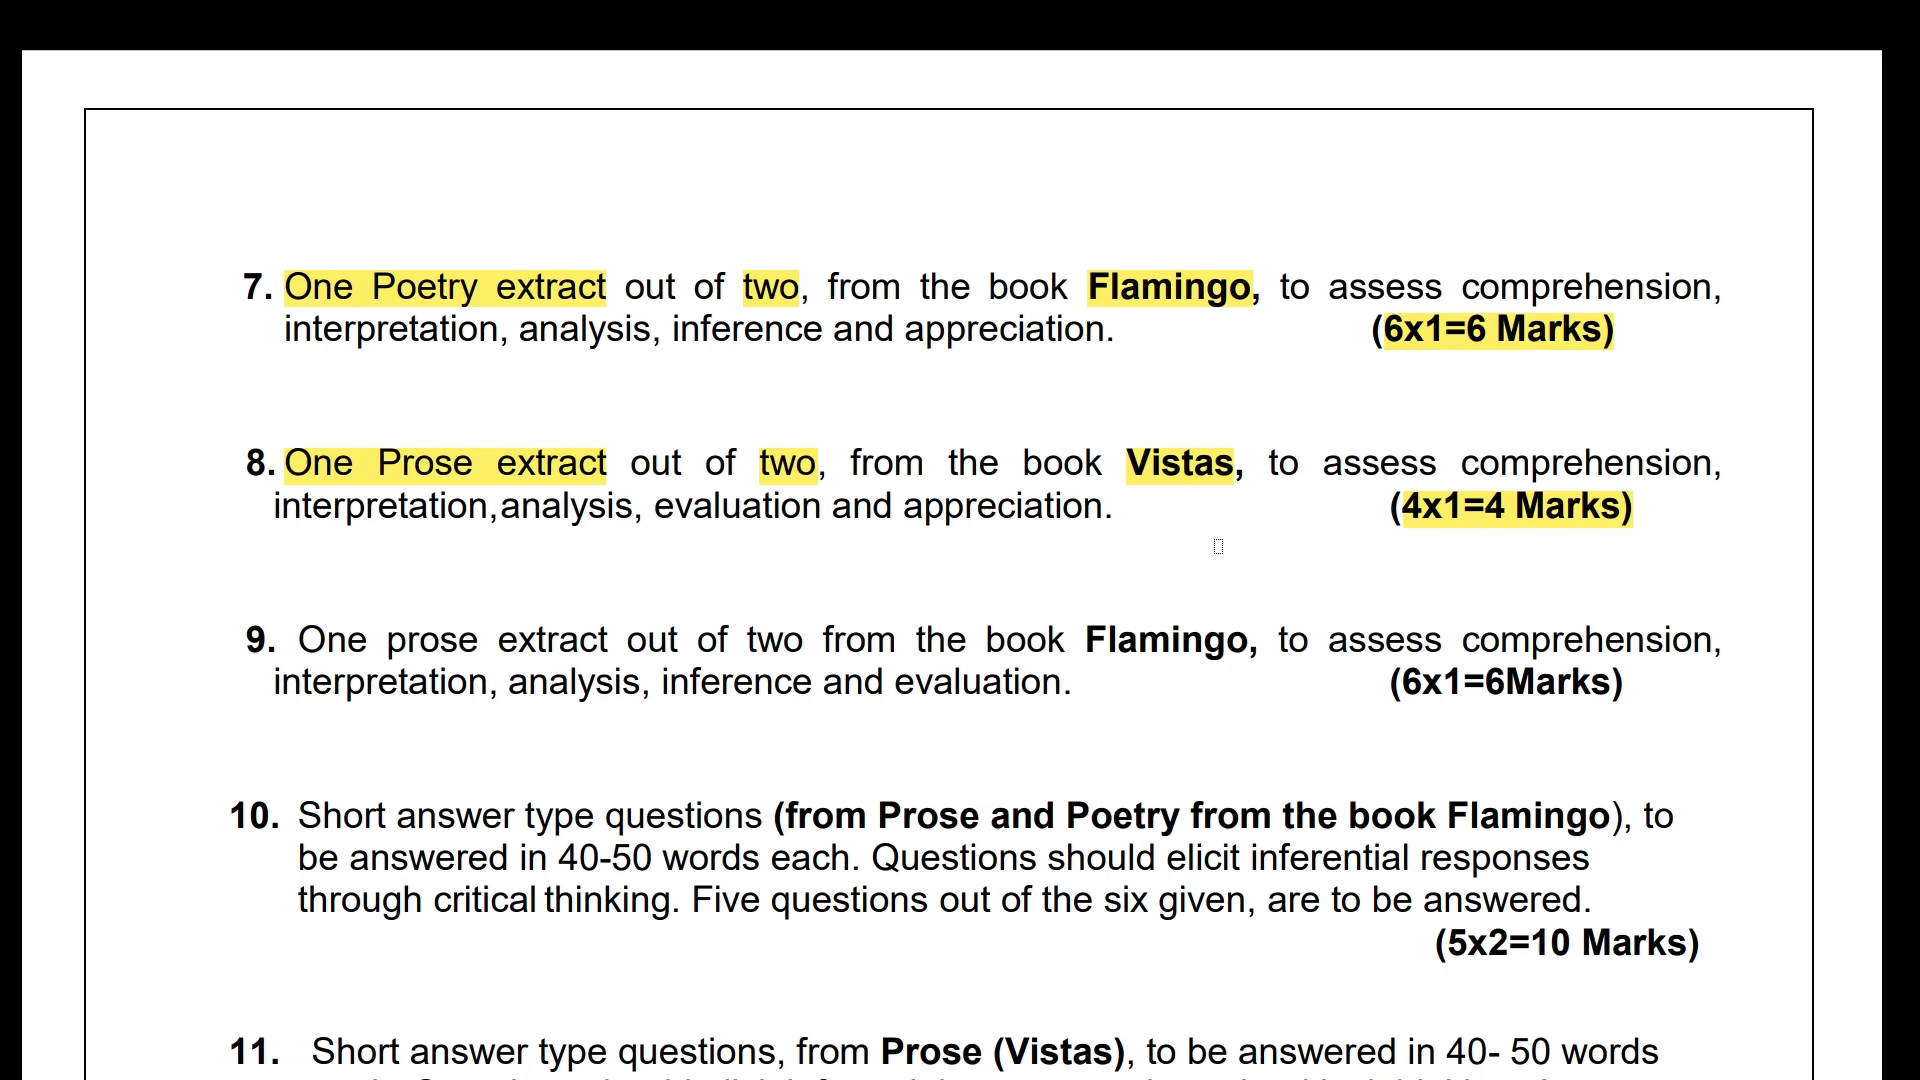 7. One Poetry extract out of two, from the book Flamingo, to assess comprehension,
interpretation, analysis, inference and appreciation. (6x1=6 Marks)
8. One Prose extract out of two, from the book Vistas, to assess comprehension,
interpretation,analysis, evaluation and appreciation. (4x1=4 Marks)
9. One prose extract out of two from the book Flamingo, to assess comprehension,
interpretation, analysis, inference and evaluation. (6x1=6Marks)
10. Short answer type questions (from Prose and Poetry from the book Flamingo), to
be answered in 40-50 words each. Questions should elicit inferential responses
through critical thinking. Five questions out of the six given, are to be answered.
(5x2=10 Marks)
11. Short answer type questions, from Prose (Vistas), to be answered in 40- 50 words